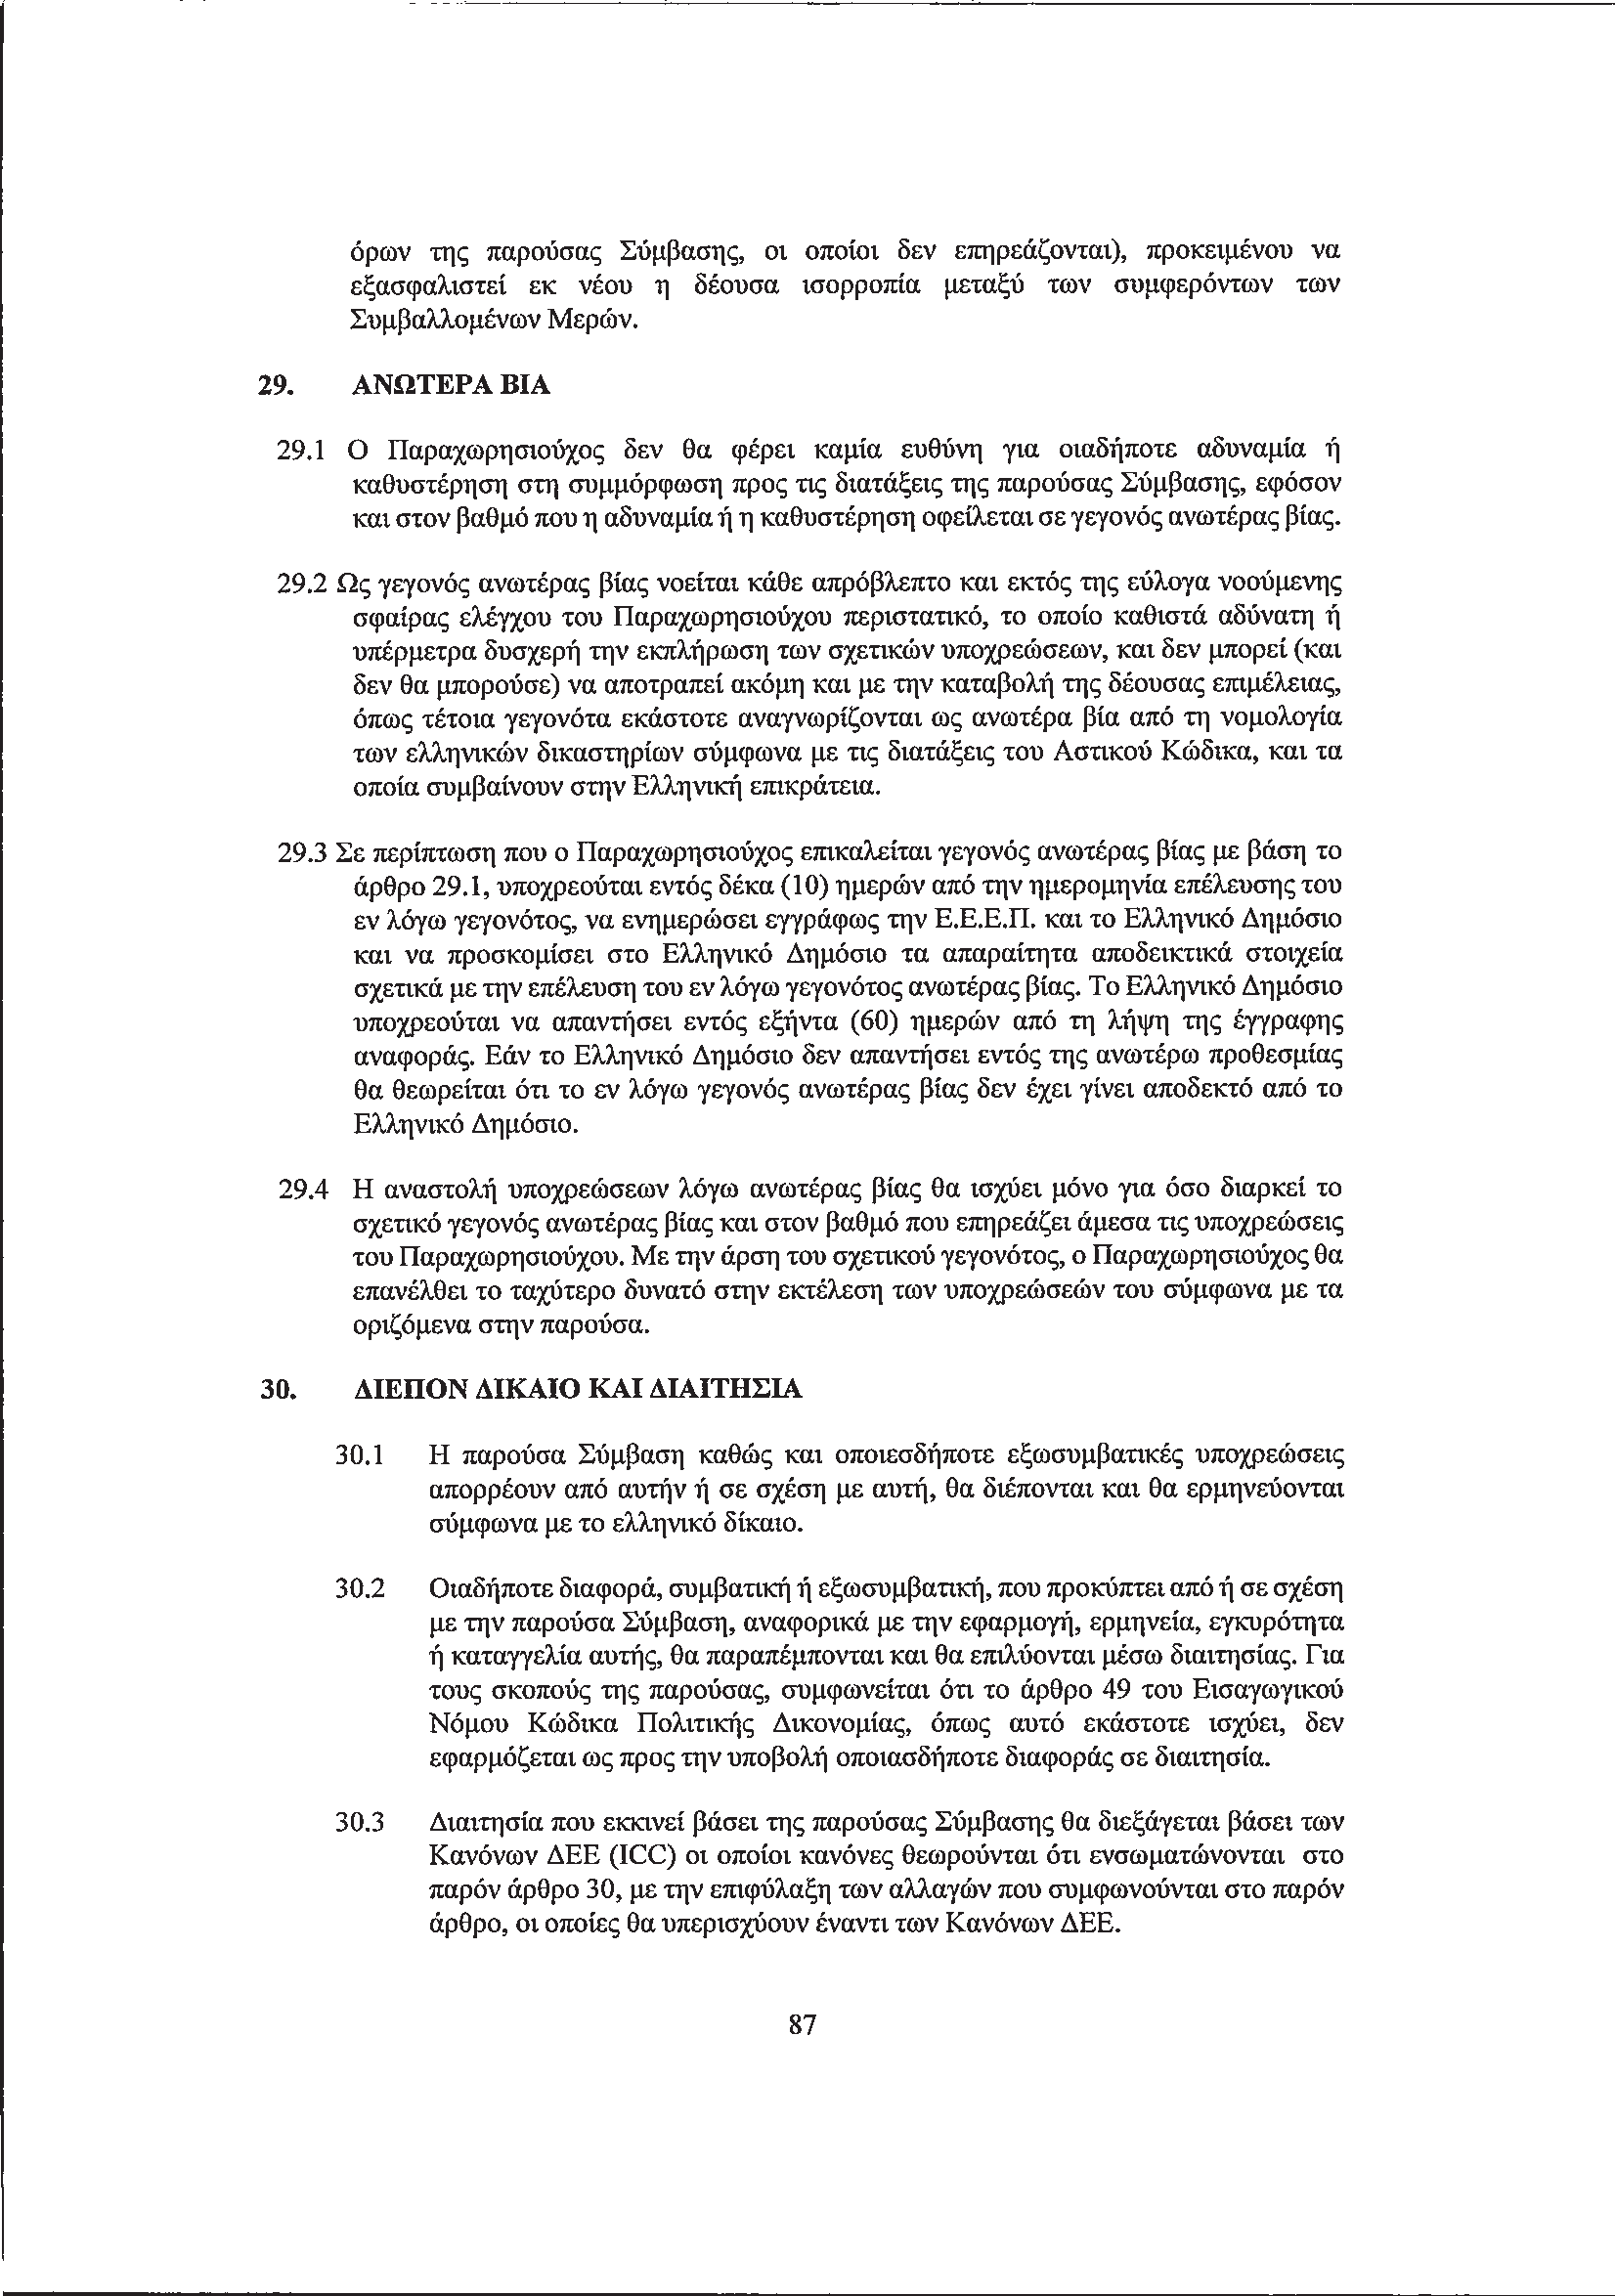 όρων της παρούσας Σύμβασης, οι οποίοι δεν επηρεάζονται), προκειμένου να
εξασφαλιστεί εκ νέου η δέουσα ισορροπία μεταξύ των συμφερόντων των
Συμβαλλομένων Μερών.
29. ΑΝΩΤΕΡΑ ΒΙΑ
29.1 Ο Παραχωρησιούχος δεν θα φέρει καμία ευθύνη για οιαδήποτε αδυναμία ή
καθυστέρηση στη συμμόρφωση προς τις διατάξεις της παρούσας Σύμβασης, εφόσον
και στον βαθμό που η αδυναμία ή η καθυστέρηση οφείλεται σε γεγονός ανωτέρας βίας.
29.2 Ως γεγονός ανωτέρας βίας νοείται κάθε απρόβλεπτο και εκτός της εύλογα νοούμενης
σφαίρας ελέγχου του Παραχωρησιούχου περιστατικό, το οποίο καθιστά αδύνατη ή
υπέρμετρα δυσχερή την εκπλήρωση των σχετικών υποχρεώσεων, και δεν μπορεί (και
δεν θα μπορούσε) να αποτραπεί ακόμη και με την καταβολή της δέουσας επιμέλειας,
όπως τέτοια γεγονότα εκάστοτε αναγνωρίζονται ως ανωτέρα βία από τη νομολογία
των ελληνικών δικαστηρίων σύμφωνα με τις διατάξεις του Αστικού Κώδικα, και τα
οποία συμβαίνουν στην Ελληνική επικράτεια.
29.3 Σε περίπτωση που ο Παραχωρησιούχος επικαλείται γεγονός ανωτέρας βίας με βάση το
άρθρο 29.1, υποχρεούται εντός δέκα (10) ημερών από την ημερομηνία επέλευσης του
εν λόγω γεγονότος, να ενημερώσει εγγράφως την Ε.Ε.Ε.Π. και το Ελληνικό Δημόσιο
και να προσκομίσει στο Ελληνικό Δημόσιο τα απαραίτητα αποδεικτικά στοιχεία
σχετικά με την επέλευση του εν λόγω γεγονότος ανωτέρας βίας. Το Ελληνικό Δημόσιο
υποχρεούται να απαντήσει εντός εξήντα (60) ημερών από τη λήψη της έγγραφης
αναφοράς. Εάν το Ελληνικό Δημόσιο δεν απαντήσει εντός της ανωτέρω προθεσμίας
θα θεωρείται ότι το εν λόγω γεγονός ανωτέρας βίας δεν έχει γίνει αποδεκτό από το
Ελληνικό Δημόσιο.
29.4 Η αναστολή υποχρεώσεων λόγω ανωτέρας βίας θα ισχύει μόνο για όσο διαρκεί το
σχετικό γεγονός ανωτέρας βίας και στον βαθμό που επηρεάζει άμεσα τις υποχρεώσεις
του Παραχωρησιούχου. Με την άρση του σχετικού γεγονότος, ο Παραχωρησιούχος θα
επανέλθει το ταχύτερο δυνατό στην εκτέλεση των υποχρεώσεών του σύμφωνα με τα
οριζόμενα στην παρούσα.
30. ΔΙΕΠΟΝ ΔΙΚΑΙΟ ΚΑΙ ΔΙΑΙΤΗΣΙΑ
30.1 Η παρούσα Σύμβαση καθώς και οποιεσδήποτε εξωσυμβατικές υποχρεώσεις
απορρέουν από αυτήν ή σε σχέση με αυτή, θα διέπονται και θα ερμηνεύονται
σύμφωνα με το ελληνικό δίκαιο.
30.2 Οιαδήποτε διαφορά, συμβατική ή εξωσυμβατική, που προκύπτει από ή σε σχέση
με την παρούσα Σύμβαση, αναφορικά με την εφαρμογή, ερμηνεία, εγκυρότητα
ή καταγγελία αυτής, θα παραπέμπονται και θα επιλύονται μέσω διαιτησίας. Για
τους σκοπούς της παρούσας, συμφωνείται ότι το άρθρο 49 του Εισαγωγικού
Νόμου Κώδικα Πολιτικής Δικονομίας, όπως αυτό εκάστοτε ισχύει, δεν
εφαρμόζεται ως προς την υποβολή οποιασδήποτε διαφοράς σε διαιτησία.
30.3 Διαιτησία που εκκινεί βάσει της παρούσας Σύμβασης θα διεξάγεται βάσει των
Κανόνων ΔΕΕ (ICC) οι οποίοι κανόνες θεωρούνται ότι ενσωματώνονται στο
παρόν άρθρο 30, με την επιφύλαξη των αλλαγών που συμφωνούνται στο παρόν
άρθρο, οι οποίες θα υπερισχύουν έναντι των Κανόνων ΔΕΕ.
87